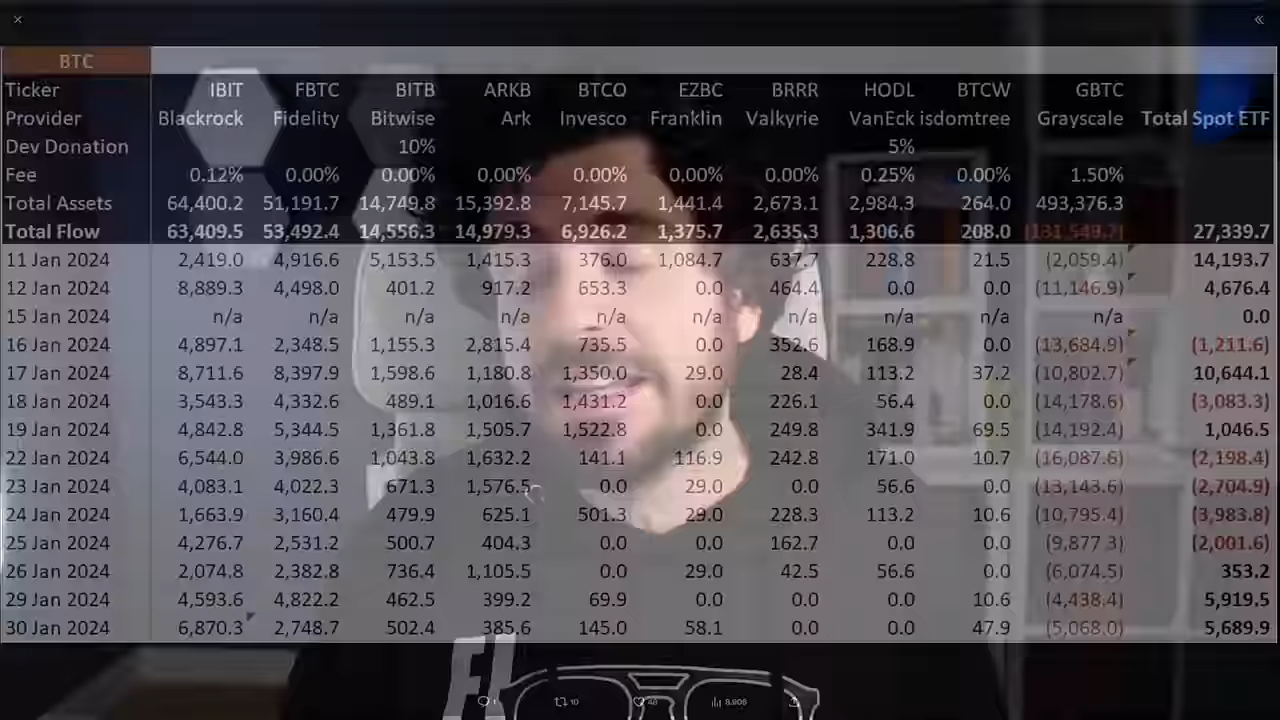 BTC
Ticker IBIT FBTC BITB ARKB BTCO EZBC BRRR HODL BTCW GBTC
Provider Blackrock Fidelity Bitwise Ark Invesco Franklin Valkyrie VanEck isdomtree Grayscale Total Spot ETF
Dev Donation 10% 5%
Fee 0.12% 0.00% 0.00% 0.00% 0.00% 0.00% 0.00% 0.25% 0.00% 1.50%
Total Assets 64,400.2 51,191.7 14,749.8 15,392.8 7,145.7 1,441.4 2,673.1 2,984.3 264.0 493,376.3
Total Flow 63,409.5 53,492.4 14,556.3 14,979.3 6,926.2 1,375.7 2,635.3 1,306.6 208.0 (131,549.7) 27,339.7
11 Jan 2024 2,419.0 4,916.6 5,153.5 1,415.3 376.0 1,084.7 637.7 228.8 21.5 (2,059.4) 14,193.7
12 Jan 2024 8,889.3 4,498.0 401.2 917.2 653.3 0.0 464.4 0.0 0.0 (11,146.9) 4,676.4
15 Jan 2024 n/a n/a n/a n/a n/a n/a n/a n/a n/a n/a 0.0
16 Jan 2024 4,897.1 2,348.5 1,155.3 2,815.4 735.5 0.0 352.6 168.9 0.0 (13,684.9) (1,211.6)
17 Jan 2024 8,711.6 8,397.9 1,598.6 1,180.8 1,350.0 29.0 28.4 113.2 37.2 (10,802.7) 10,644.1
18 Jan 2024 3,543.3 4,332.6 489.1 1,016.6 1,431.2 0.0 226.1 56.4 0.0 (14,178.6) (3,083.3)
19 Jan 2024 4,842.8 5,344.5 1,361.8 1,505.7 1,522.8 0.0 249.8 341.9 69.5 (14,192.4) 1,046.5
22 Jan 2024 6,544.0 3,986.6 1,043.8 1,632.2 141.1 116.9 242.8 171.0 10.7 (16,087.6) (2,198.4)
23 Jan 2024 4,083.1 4,022.3 671.3 1,576.5 0.0 29.0 0.0 56.6 0.0 (13,143.6) (2,704.9)
24 Jan 2024 1,663.9 3,160.4 479.9 625.1 501.3 29.0 228.3 113.2 10.6 (10,795.4) (3,983.8)
25 Jan 2024 4,276.7 2,531.2 500.7 404.3 0.0 0.0 162.7 0.0 0.0 (9,877.3) (2,001.6)
26 Jan 2024 2,074.8 2,382.8 736.4 1,105.5 0.0 29.0 42.5 56.6 0.0 (6,074.5) 353.2
29 Jan 2024 4,593.6 4,822.2 462.5 399.2 69.9 0.0 0.0 0.0 10.6 (4,438.4) 5,919.5
30 Jan 2024 6,870.3 2,748.7 502.4 385.6 145.0 58.1 0.0 0.0 47.9 (5,068.0) 5,689.9
1 10 48 8,906